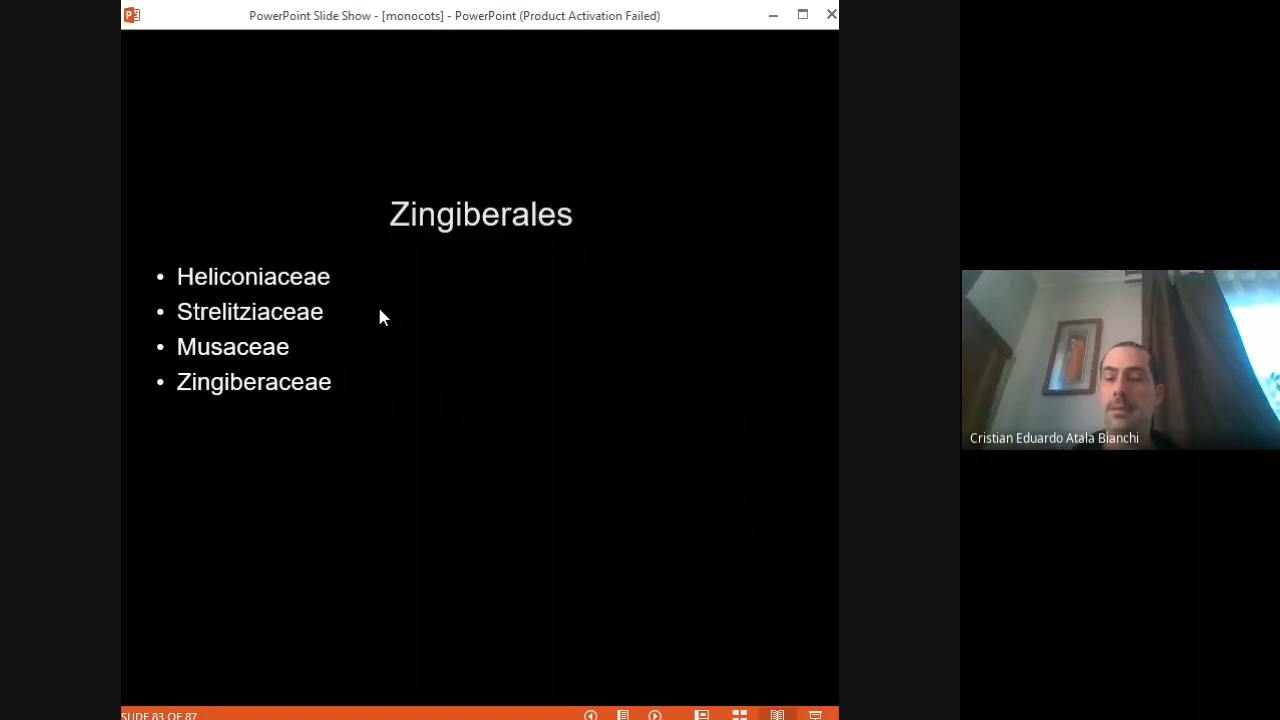 PowerPoint Slide Show - [monocots] - PowerPoint (Product Activation Failed)
Zingiberales
• Heliconiaceae
• Strelitziaceae
• Musaceae
• Zingiberaceae
Cristian Eduardo Atala Bianchi
SLIDE 83 OF 87